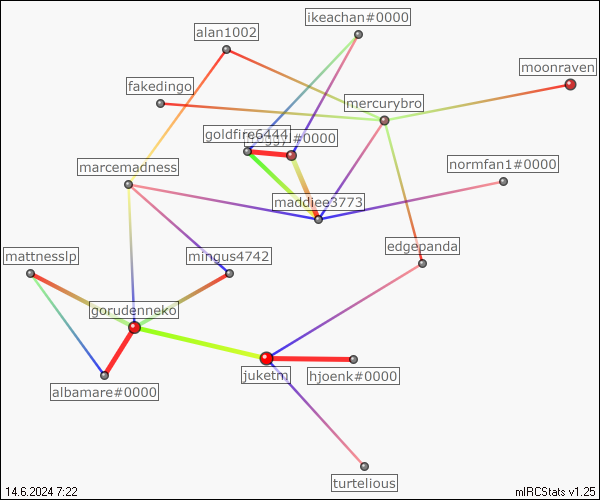 ikeachan#0000
alan1002
moonraven
fakedingo
mercurybro
goldfire6444
#0000
marcemadness
normfan1#0000
maddiee3773
edgepanda
mattnesslp
mingus4742
gorudenneko
juketm
hjoenk#0000
albamare#0000
turtelious
14.6.2024 7:22
mIRCStats v1.25